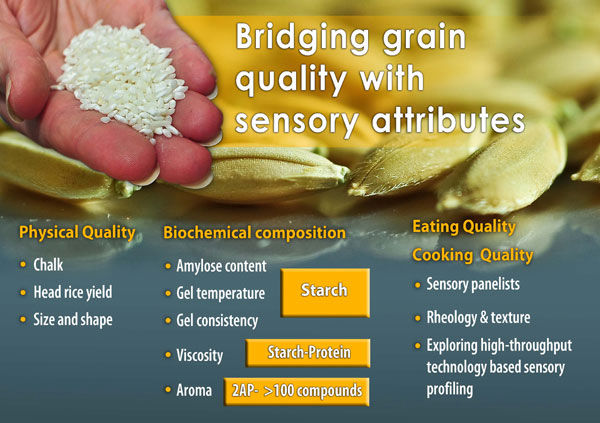 Bridging grain
quality with
sensory attributes
Physical Quality
• Chalk
• Head rice yield
• Size and shape
Biochemical composition
• Amylose content
• Gel temperature
• Gel consistency
Starch
• Viscosity
Starch-Protein
• Aroma
2AP- >100 compounds
Eating Quality
Cooking Quality
• Sensory panelists
• Rheology & texture
• Exploring high-throughput
technology based sensory
profiling